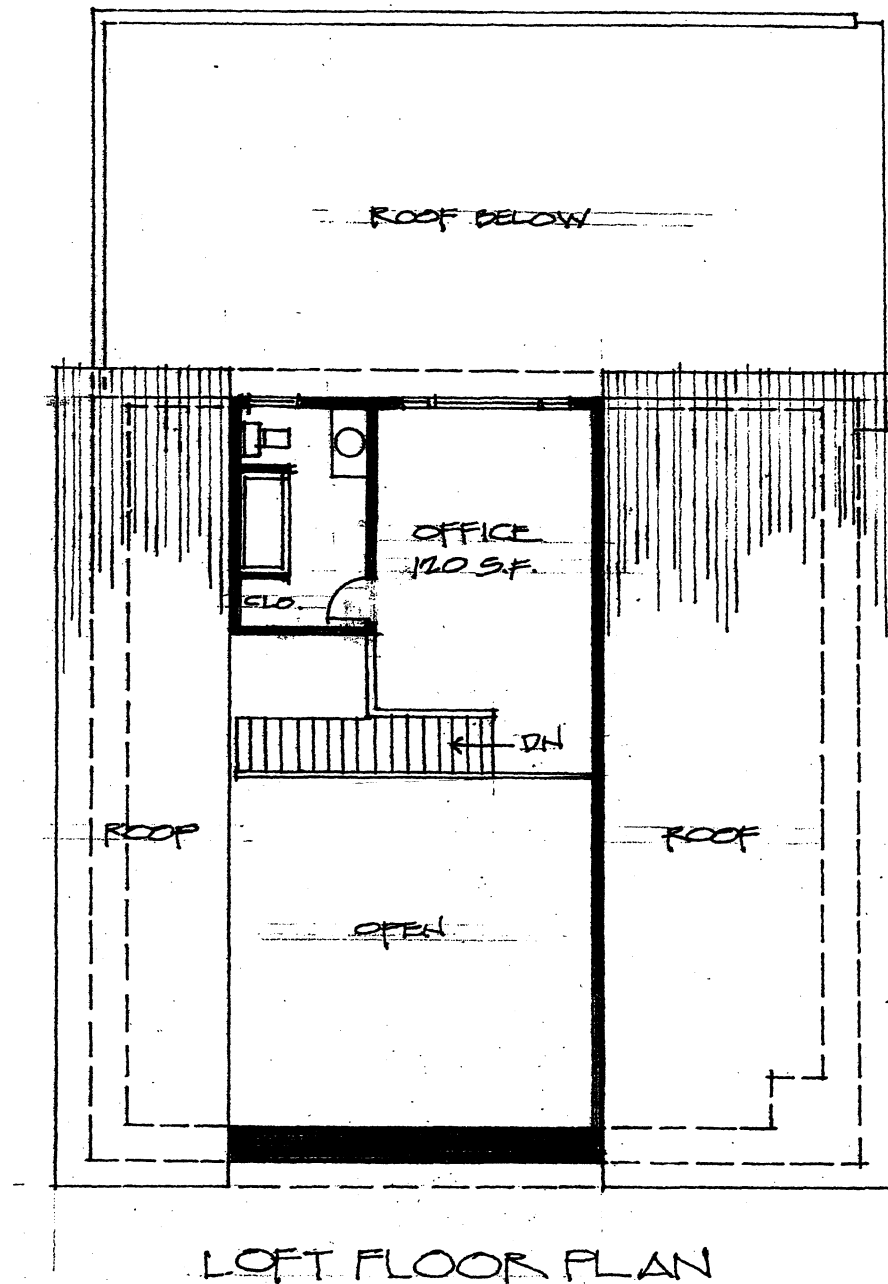 ROOF BELOW
OFFICE
120 S.F.
CLO.
DN
ROOF
ROOF
OPEN
LOFT FLOOR PLAN